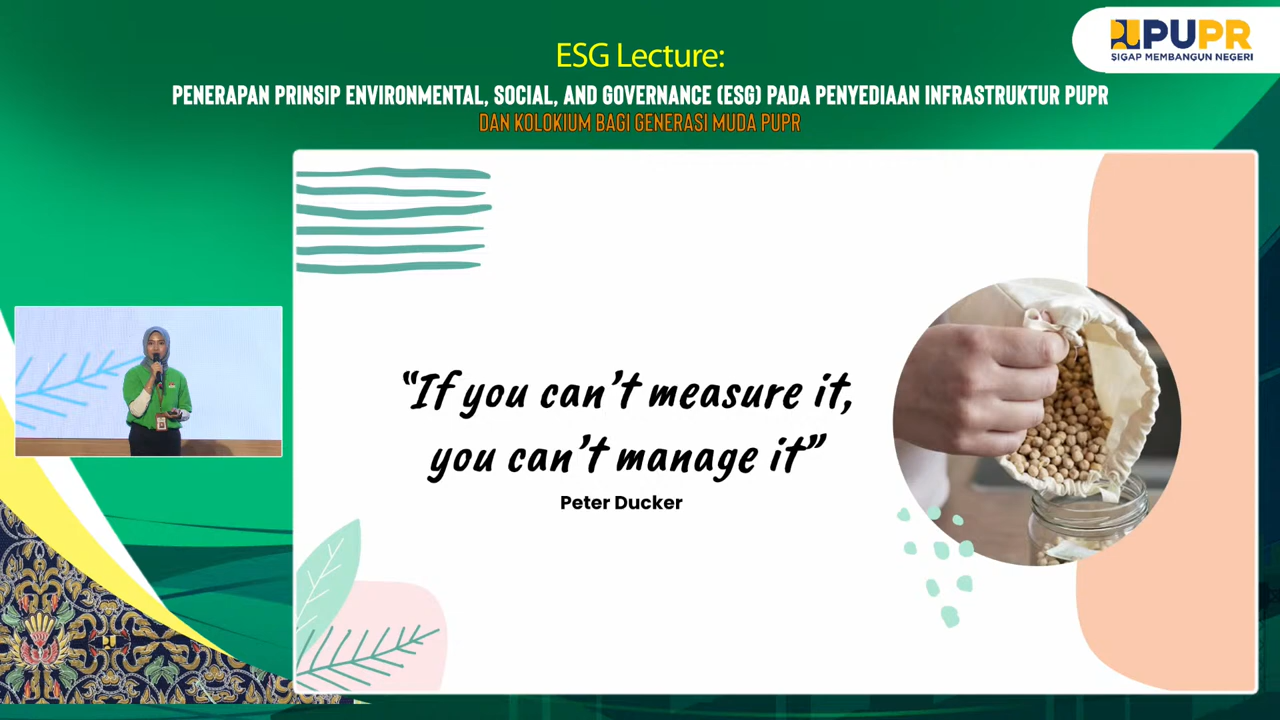 ESG Lecture:
PENERAPAN PRINSIP ENVIRONMENTAL, SOCIAL, AND GOVERNANCE (ESG) PADA PENYEDIAAN INFRASTRUKTUR PUPR
DAN KOLOKIUM BAGI GENERASI MUDA PUPR
PUPR
SIGAP MEMBANGUN NEGERI
“If you can’t measure it,
you can’t manage it”
Peter Ducker